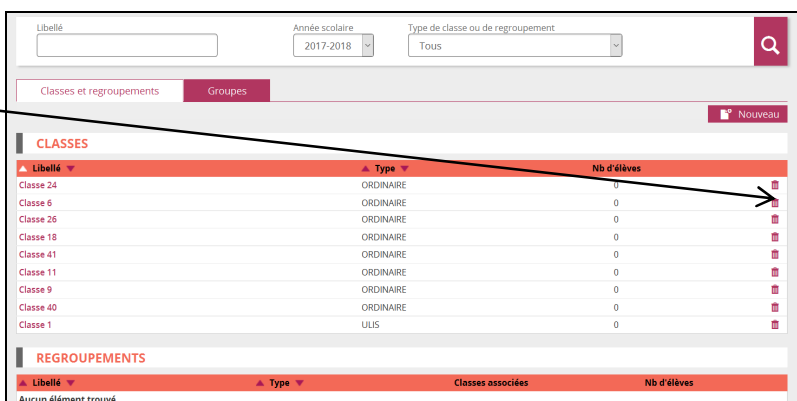 Libellé Année scolaire Type de classe ou de regroupement
2017-2018 Tous
Classes et regroupements Groupes
Nouveau
CLASSES
Libellé Type Nb d'élèves
Classe 24 ORDINAIRE 0
Classe 6 ORDINAIRE 0
Classe 26 ORDINAIRE 0
Classe 18 ORDINAIRE 0
Classe 41 ORDINAIRE 0
Classe 11 ORDINAIRE 0
Classe 9 ORDINAIRE 0
Classe 40 ORDINAIRE 0
Classe 1 ULIS 0
REGROUPEMENTS
Libellé Type Classes associées Nb d'élèves
Aucun élément trouvé